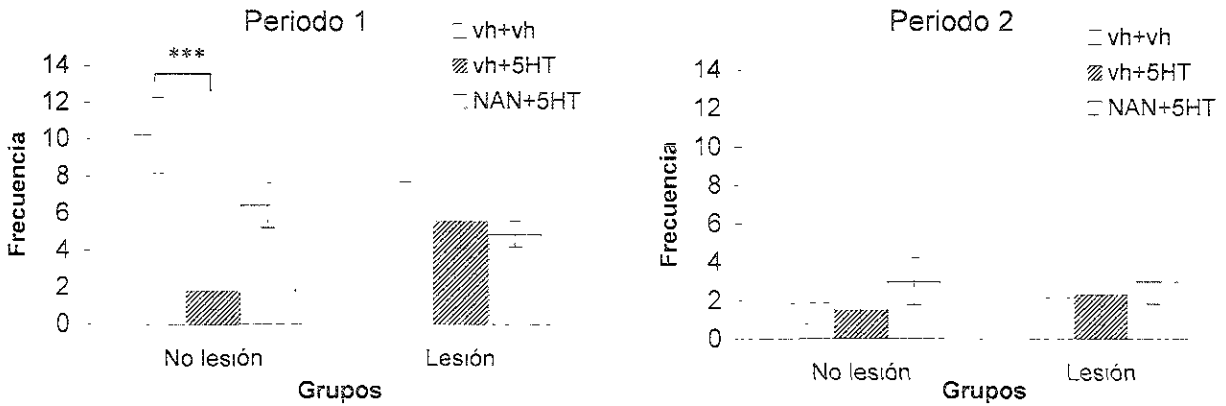 Periodo 1
vh+vh
vh+5HT
NAN+5HT
***
14
12
10
8
6
4
2
0
Frecuencia
No lesión
Lesión
Grupos
Periodo 2
vh+vh
vh+5HT
NAN+5HT
14
12
10
8
6
4
2
0
Frecuencia
No lesión
Lesión
Grupos